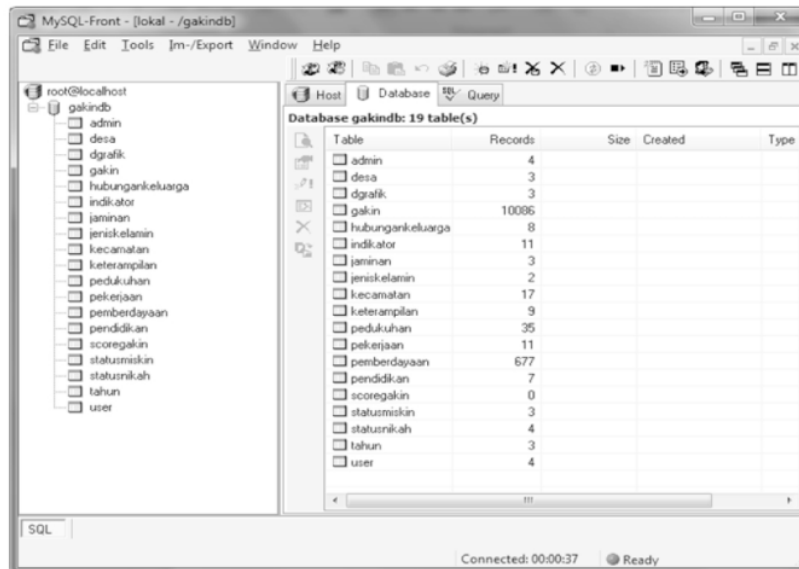 MySQL-Front - [lokal - /gakindb]
File Edit Tools Im-/Export Window Help
root@localhost
gakindb
admin
desa
dgrafik
gakin
hubungankeluarga
indikator
jaminan
jeniskelamin
kecamatan
keterampilan
pedukuhan
pekerjaan
pemberdayaan
pendidikan
scoregakin
statusmiskin
statusnikah
tahun
user
Host Database SQL Query
Database gakindb: 19 table(s)
Table Records Size Created Type
admin 4
desa 3
dgrafik 3
gakin 10086
hubungankeluarga 8
indikator 11
jaminan 3
jeniskelamin 2
kecamatan 17
keterampilan 9
pedukuhan 35
pekerjaan 11
pemberdayaan 677
pendidikan 7
scoregakin 0
statusmiskin 3
statusnikah 4
tahun 3
user 4
SQL
Connected: 00:00:37 Ready